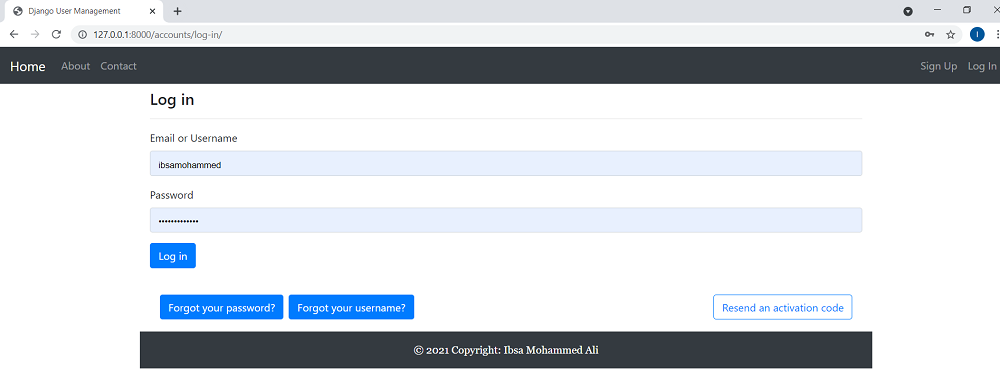 Django User Management
127.0.0.1:8000/accounts/log-in/
I
Home About Contact Sign Up Log In
Log in
Email or Username
ibsamohammed
Password
•••••••••••••
Log in
Forgot your password? Forgot your username? Resend an activation code
© 2021 Copyright: Ibsa Mohammed Ali